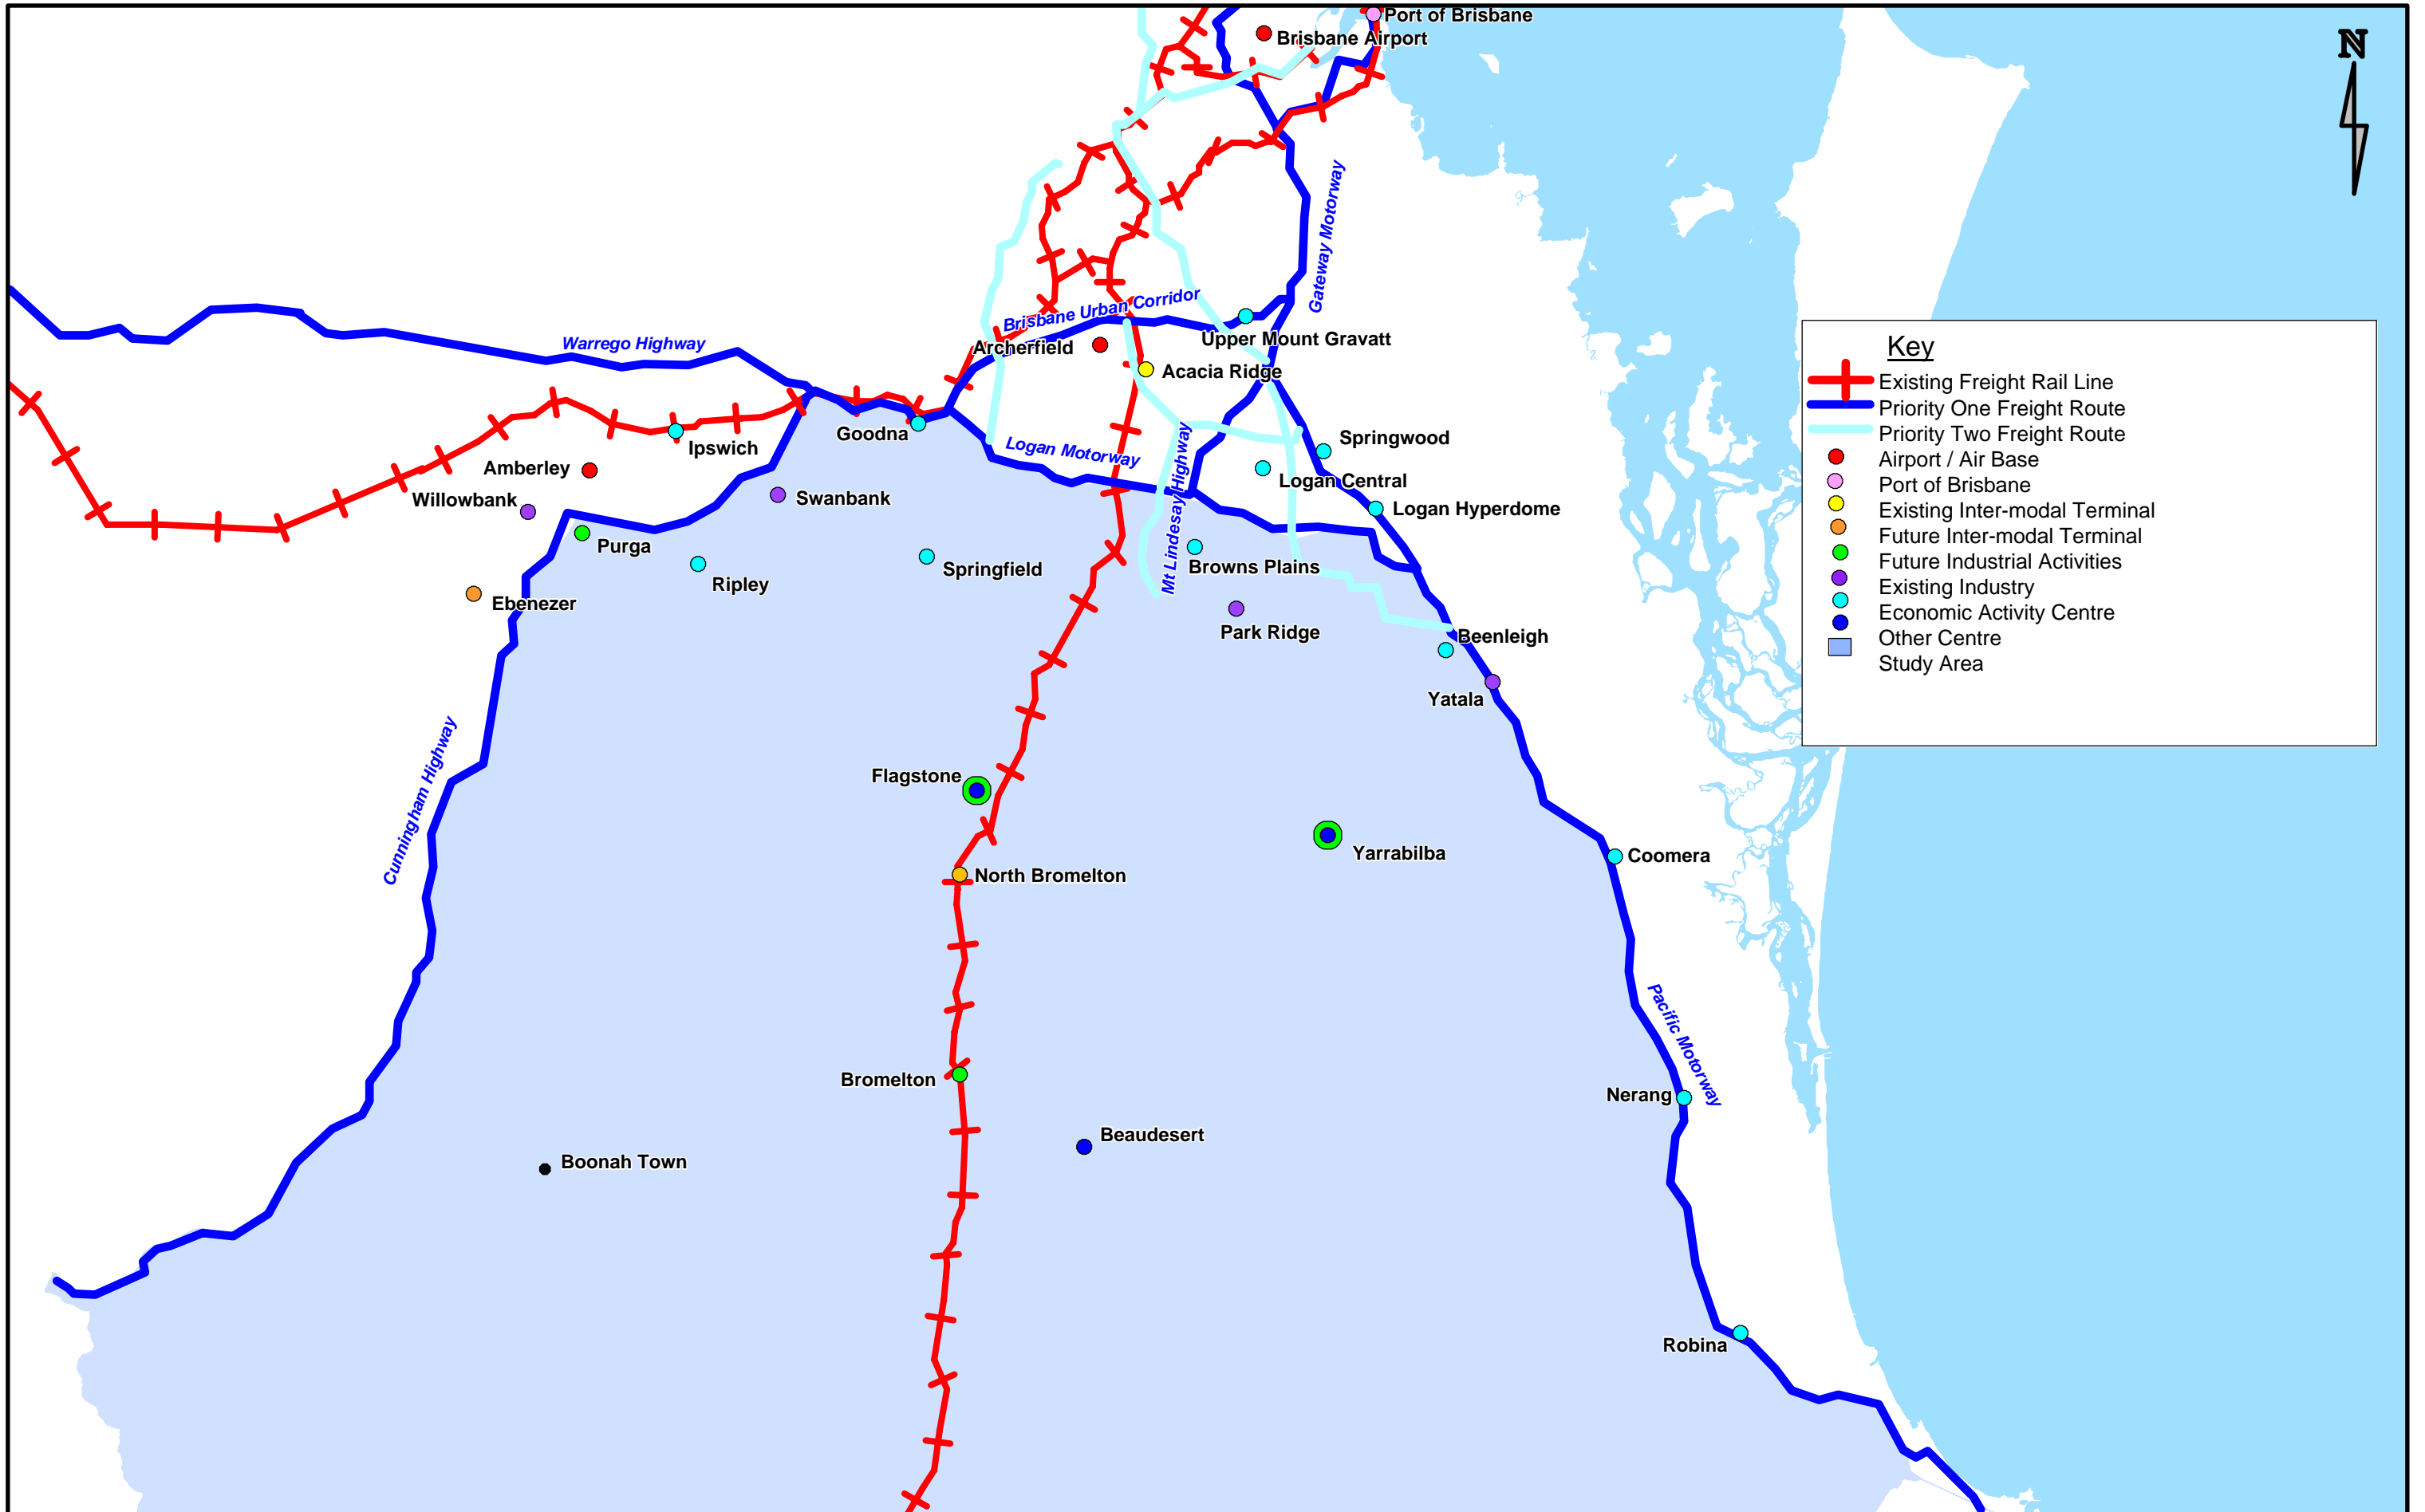 Port of Brisbane
Brisbane Airport
N
Gateway Motorway
Brisbane Urban Corridor
Warrego Highway
Upper Mount Gravatt
Archerfield
Acacia Ridge
Key
Existing Freight Rail Line
Priority One Freight Route
Priority Two Freight Route
Airport / Air Base
Port of Brisbane
Existing Inter-modal Terminal
Future Inter-modal Terminal
Future Industrial Activities
Existing Industry
Economic Activity Centre
Other Centre
Study Area
Goodna
Ipswich
Springwood
Logan Motorway
Mt Lindesay Highway
Amberley
Logan Central
Willowbank
Swanbank
Logan Hyperdome
Purga
Springfield
Browns Plains
Ripley
Ebenezer
Park Ridge
Beenleigh
Yatala
Cunningham Highway
Flagstone
Yarrabilba
Coomera
North Bromelton
Pacific Motorway
Bromelton
Nerang
Beaudesert
Boonah Town
Robina